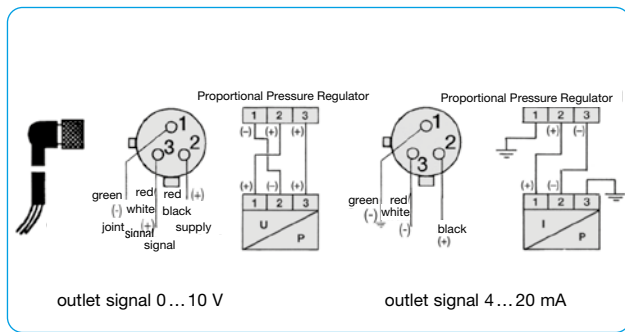 Proportional Pressure Regulator
1 2 3
(–) (+) (+)
1
3 2
green
(-)
joint
red/
white
(+)
signal
signal
red
black
(+)
supply
(+) (–) (+)
1 2 3
U
P
outlet signal 0 ... 10 V
Proportional Pressure Regulator
1 2 3
(+) (–)
1
3 2
green
(-)
red/
white
(-)
black
(+)
(+) (–)
1 2 3
I
P
outlet signal 4 ... 20 mA